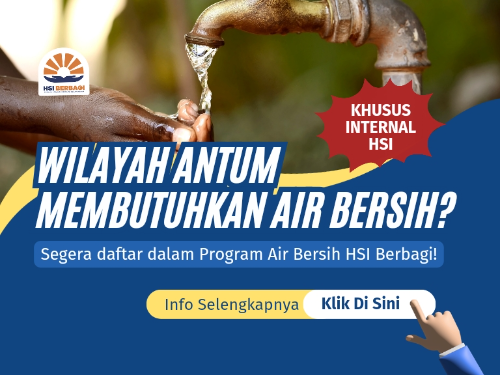 HSI BERBAGI
KHUSUS
INTERNAL
HSI
WILAYAH ANTUM
MEMBUTUHKAN AIR BERSIH?
Segera daftar dalam Program Air Bersih HSI Berbagi!
Info Selengkapnya Klik Di Sini